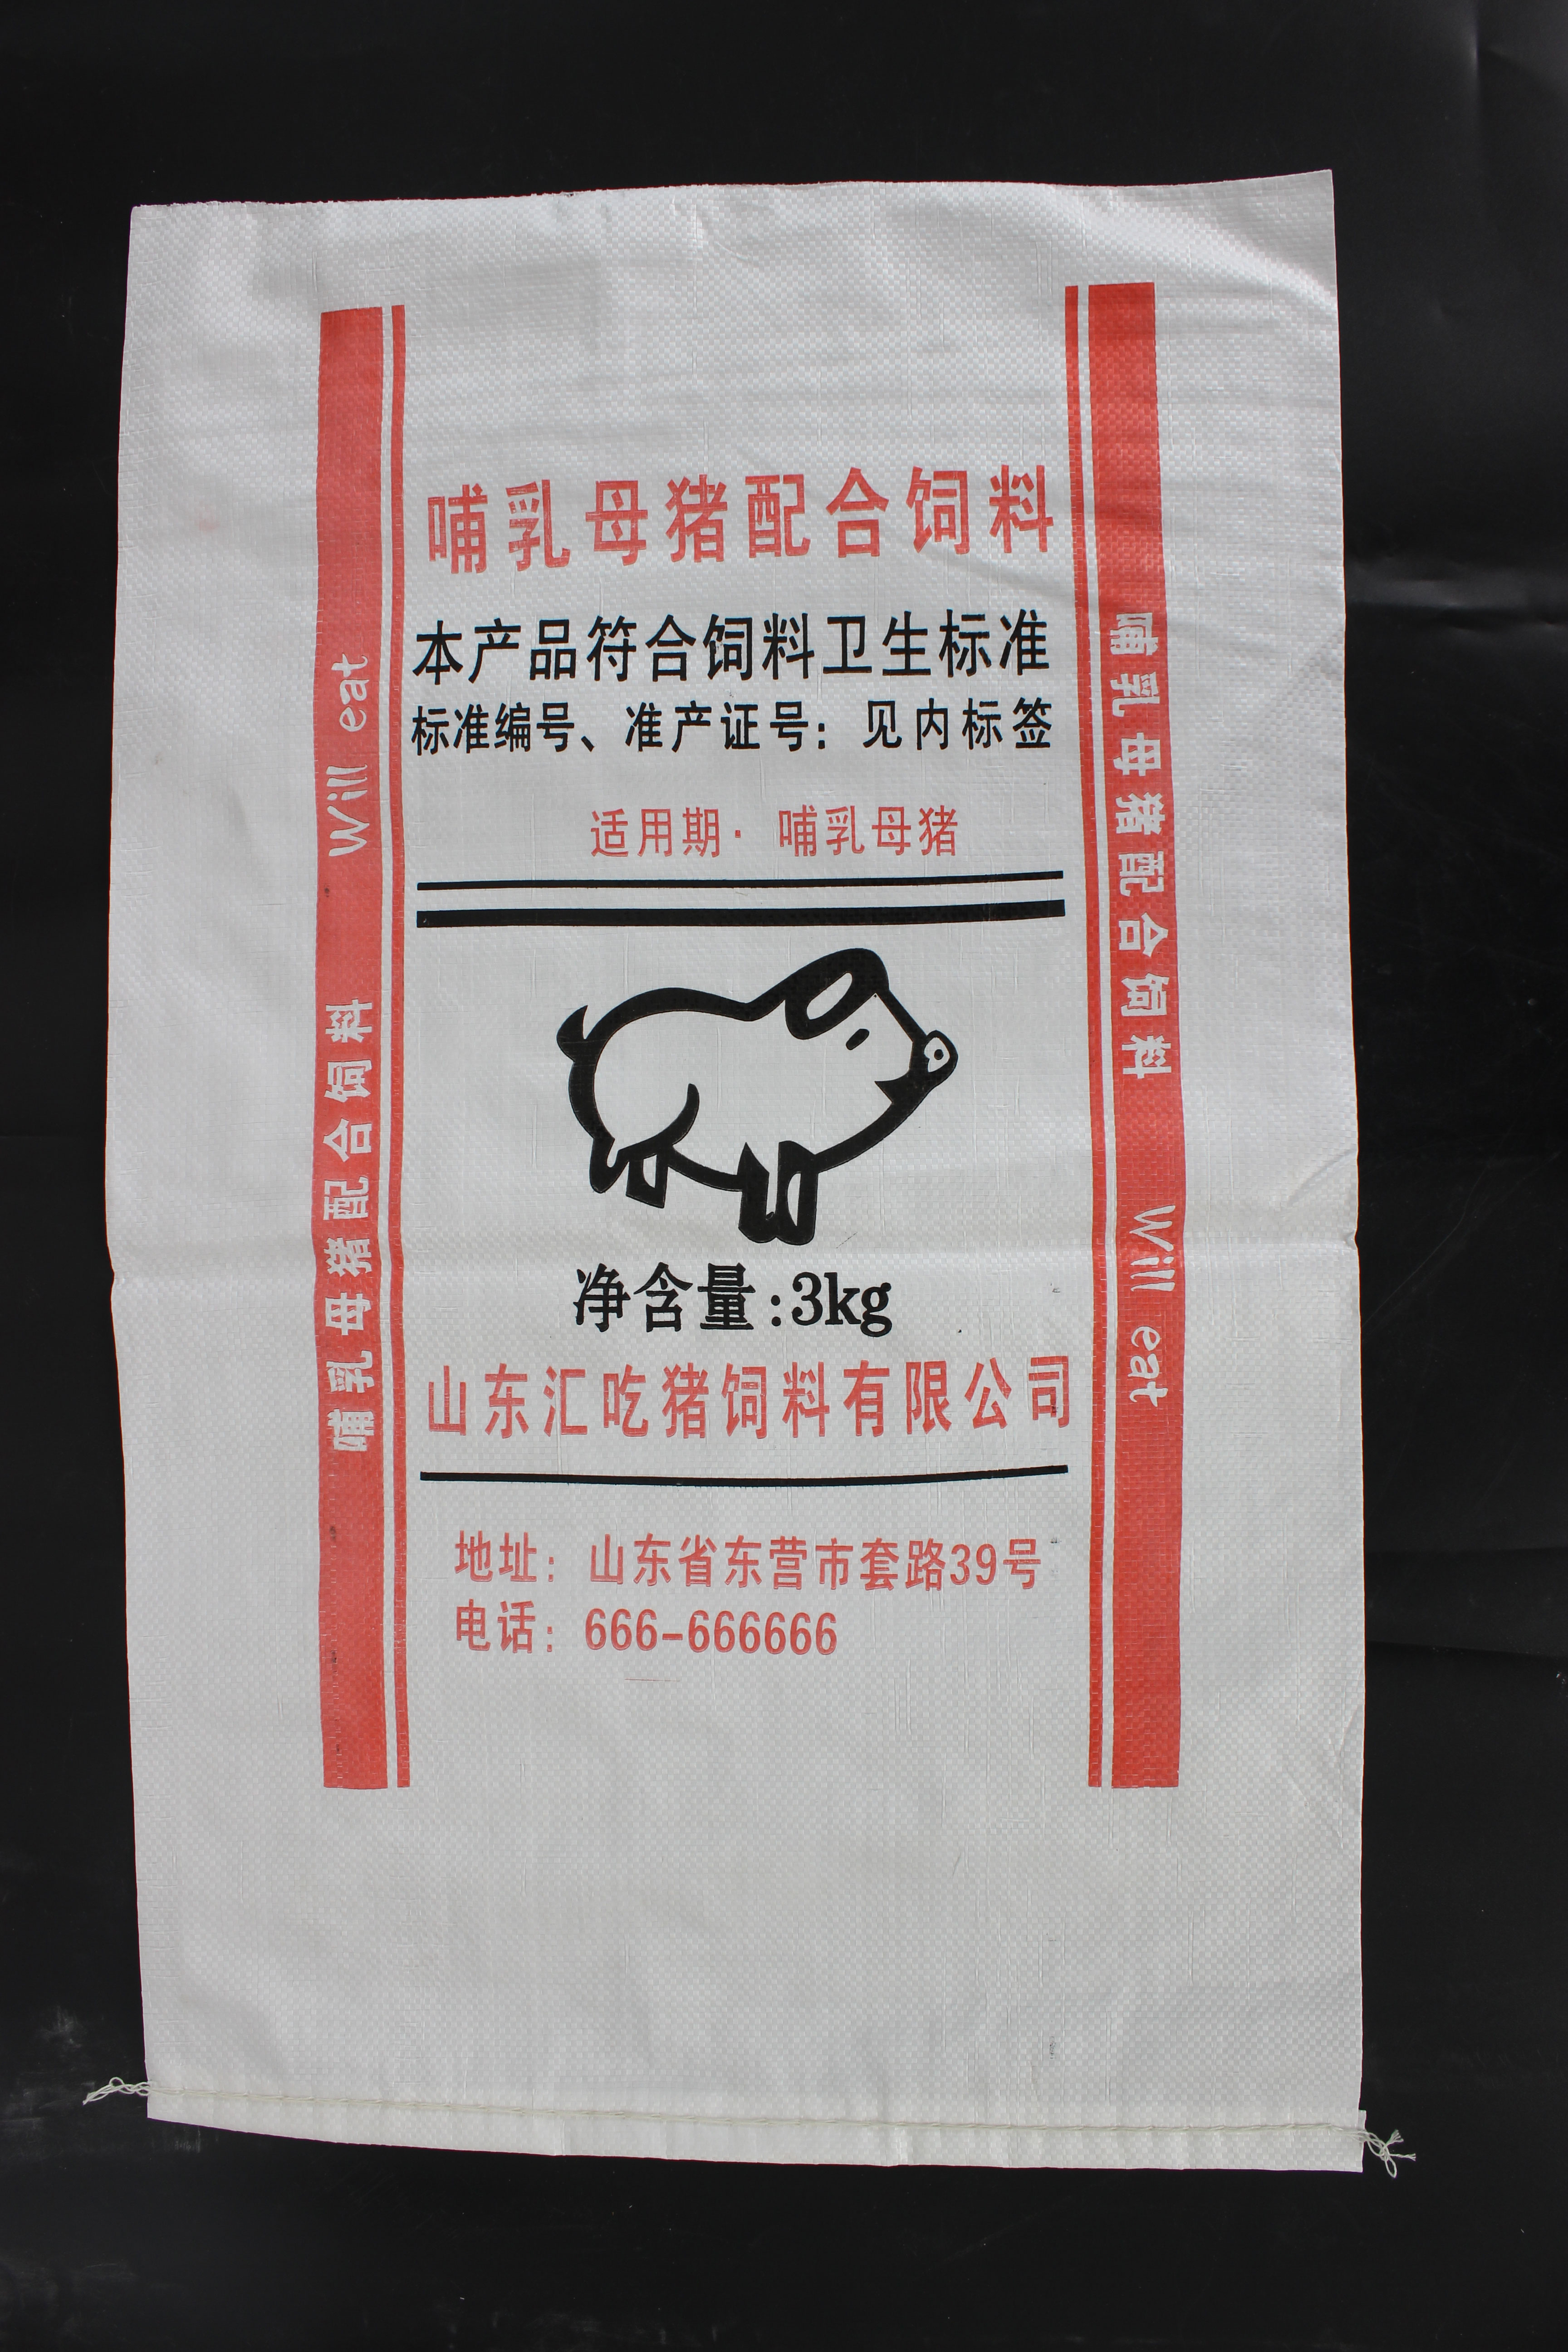 哺乳母猪配合饲料
本产品符合饲料卫生标准
标准编号、准产证号：见内标签
适用期· 哺乳母猪
净含量:3kg
山东汇吃猪饲料有限公司
地址：山东省东营市套路39号
电话：666-666666
哺乳母猪配合饲料 Will eat
哺乳母猪配合饲料 Will eat